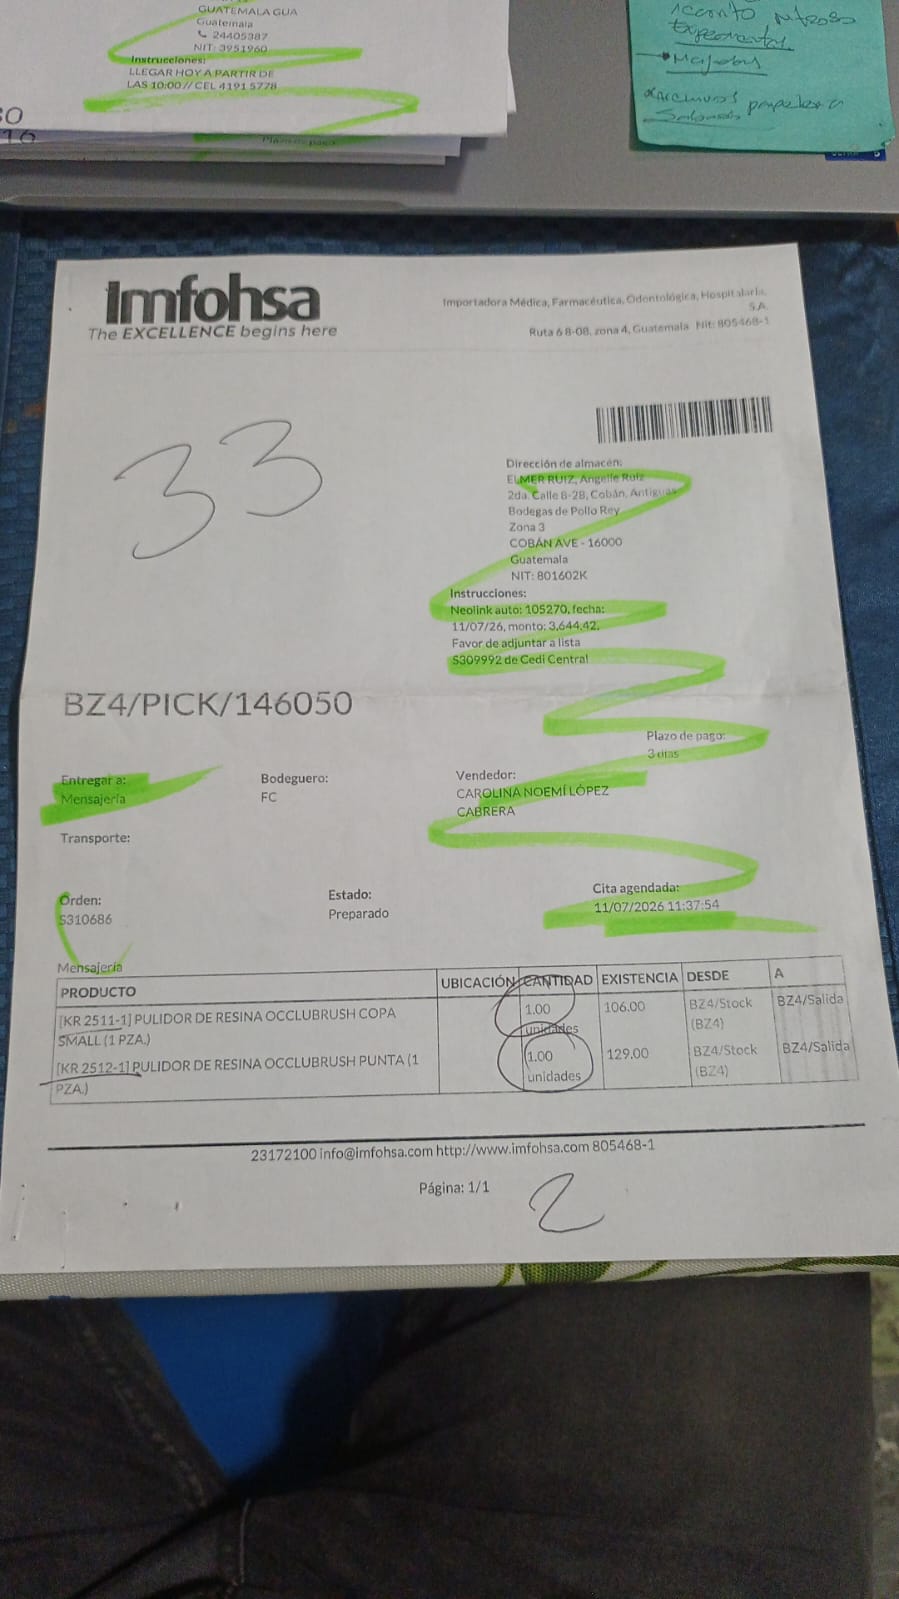 GUATEMALA GUA
Guatemala
24405387
NIT: 3951960
Instrucciones:
LLEGAR HOY A PARTIR DE
LAS 10:00 // CEL 4191 5778
Plazo de pago
Imfohsa
The EXCELLENCE begins here
Importadora Médica, Farmacéutica, Odontológica, Hospitalaria,
S.A.
Ruta 6 8-08, zona 4, Guatemala Nit: 805468-1
33
Dirección de almacén:
ELMER RUIZ, Angelle Ruiz
2da. Calle 8-28, Cobán, Antiguas
Bodegas de Pollo Rey
Zona 3
COBÁN AVE - 16000
Guatemala
NIT: 801602K
Instrucciones:
Neolink auto: 105270, fecha:
11/07/26, monto: 3,644.42.
Favor de adjuntar a lista
S309992 de Cedi Central
BZ4/PICK/146050
Plazo de pago:
3 citas
Entregar a:
Mensajería
Bodeguero:
FC
Vendedor:
CAROLINA NOEMÍ LÓPEZ
CABRERA
Transporte:
Orden:
S310686
Estado:
Preparado
Cita agendada:
11/07/2026 11:37:54
Mensajería
PRODUCTO UBICACIÓN CANTIDAD EXISTENCIA DESDE A
[KR 2511-1] PULIDOR DE RESINA OCCLUBRUSH COPA SMALL (1 PZA.) 1.00 unidades 106.00 BZ4/Stock (BZ4) BZ4/Salida
[KR 2512-1] PULIDOR DE RESINA OCCLUBRUSH PUNTA (1 PZA.) 1.00 unidades 129.00 BZ4/Stock (BZ4) BZ4/Salida
23172100 info@imfohsa.com http://www.imfohsa.com 805468-1
Página: 1/1
2